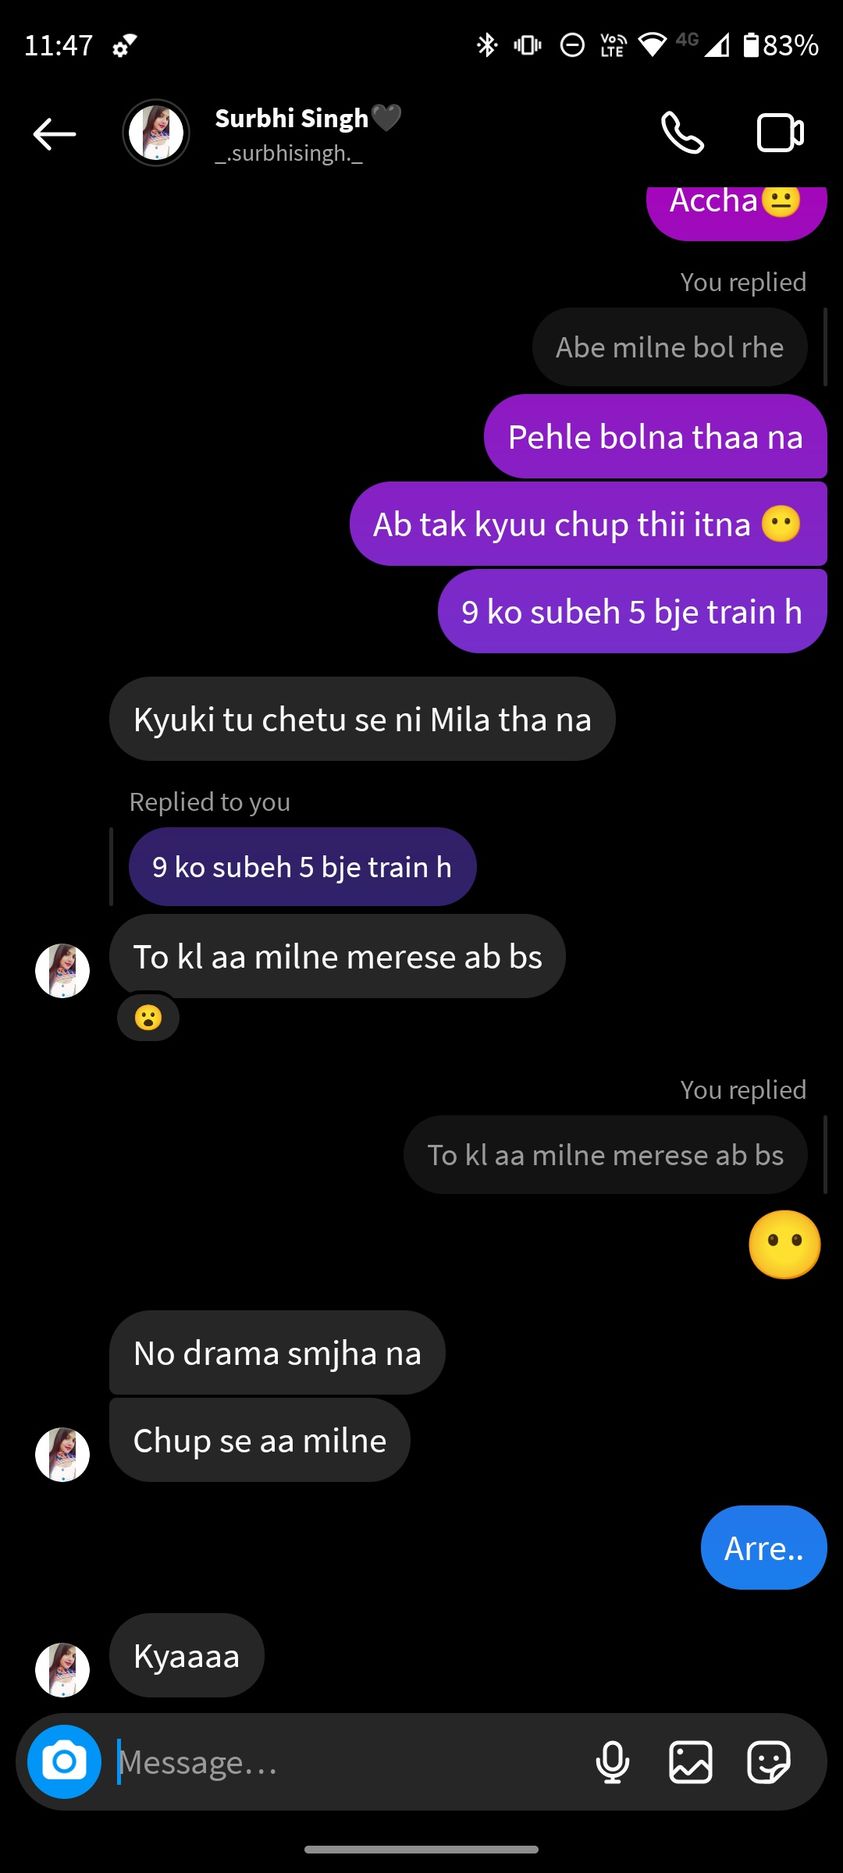 11:47
Vo))
LTE
4G
83%
Surbhi Singh🖤
_.surbhisingh._
Accha😐
You replied
Abe milne bol rhe
Pehle bolna thaa na
Ab tak kyuu chup thii itna 😶
9 ko subeh 5 bje train h
Kyuki tu chetu se ni Mila tha na
Replied to you
9 ko subeh 5 bje train h
To kl aa milne merese ab bs
😮
You replied
To kl aa milne merese ab bs
😶
No drama smjha na
Chup se aa milne
Arre..
Kyaaaa
Message...